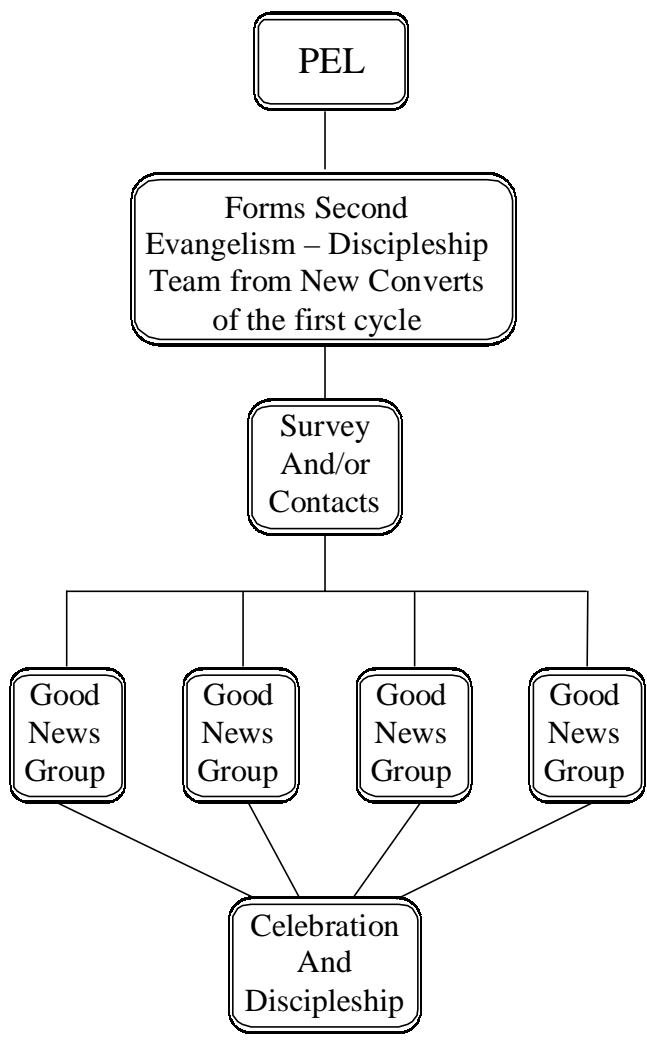 PEL
Forms Second
Evangelism – Discipleship
Team from New Converts
of the first cycle
Survey
And/or
Contacts
Good
News
Group
Good
News
Group
Good
News
Group
Good
News
Group
Celebration
And
Discipleship